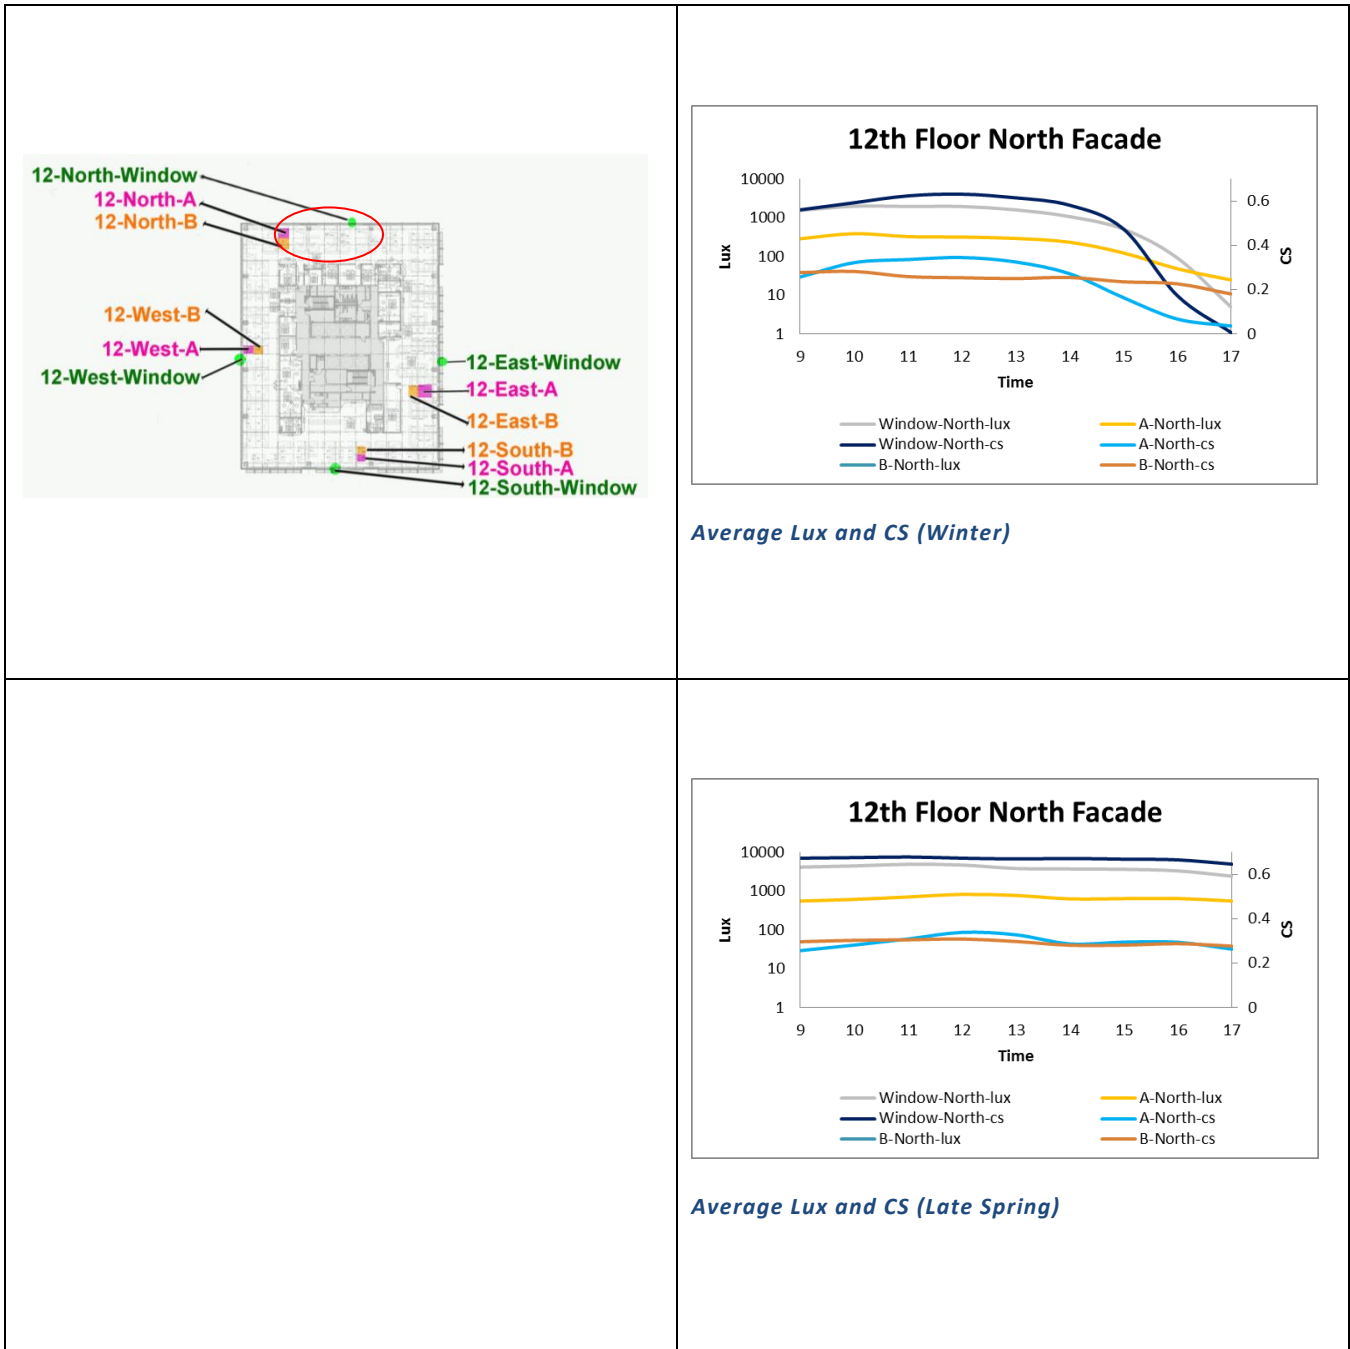 12-North-Window
12-North-A
12-North-B
12-West-B
12-West-A
12-West-Window
12-East-Window
12-East-A
12-East-B
12-South-B
12-South-A
12-South-Window
12th Floor North Facade
10000
1000
100
10
1
Lux
0.6
0.4
0.2
0
CS
9 10 11 12 13 14 15 16 17
Time
Window-North-lux A-North-lux
Window-North-cs A-North-cs
B-North-lux B-North-cs
Average Lux and CS (Winter)
12th Floor North Facade
10000
1000
100
10
1
Lux
0.6
0.4
0.2
0
CS
9 10 11 12 13 14 15 16 17
Time
Window-North-lux A-North-lux
Window-North-cs A-North-cs
B-North-lux B-North-cs
Average Lux and CS (Late Spring)